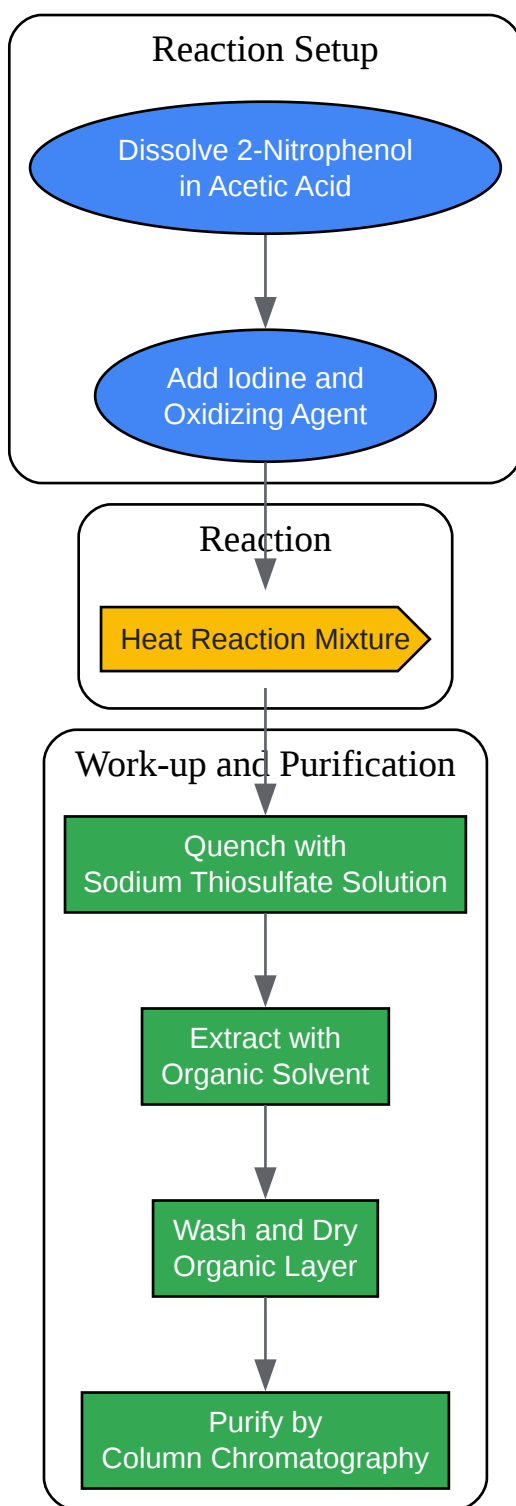 Reaction Setup
Dissolve 2-Nitrophenol
in Acetic Acid
Add Iodine and
Oxidizing Agent
Reaction
Heat Reaction Mixture
Work-up and Purification
Quench with
Sodium Thiosulfate Solution
Extract with
Organic Solvent
Wash and Dry
Organic Layer
Purify by
Column Chromatography